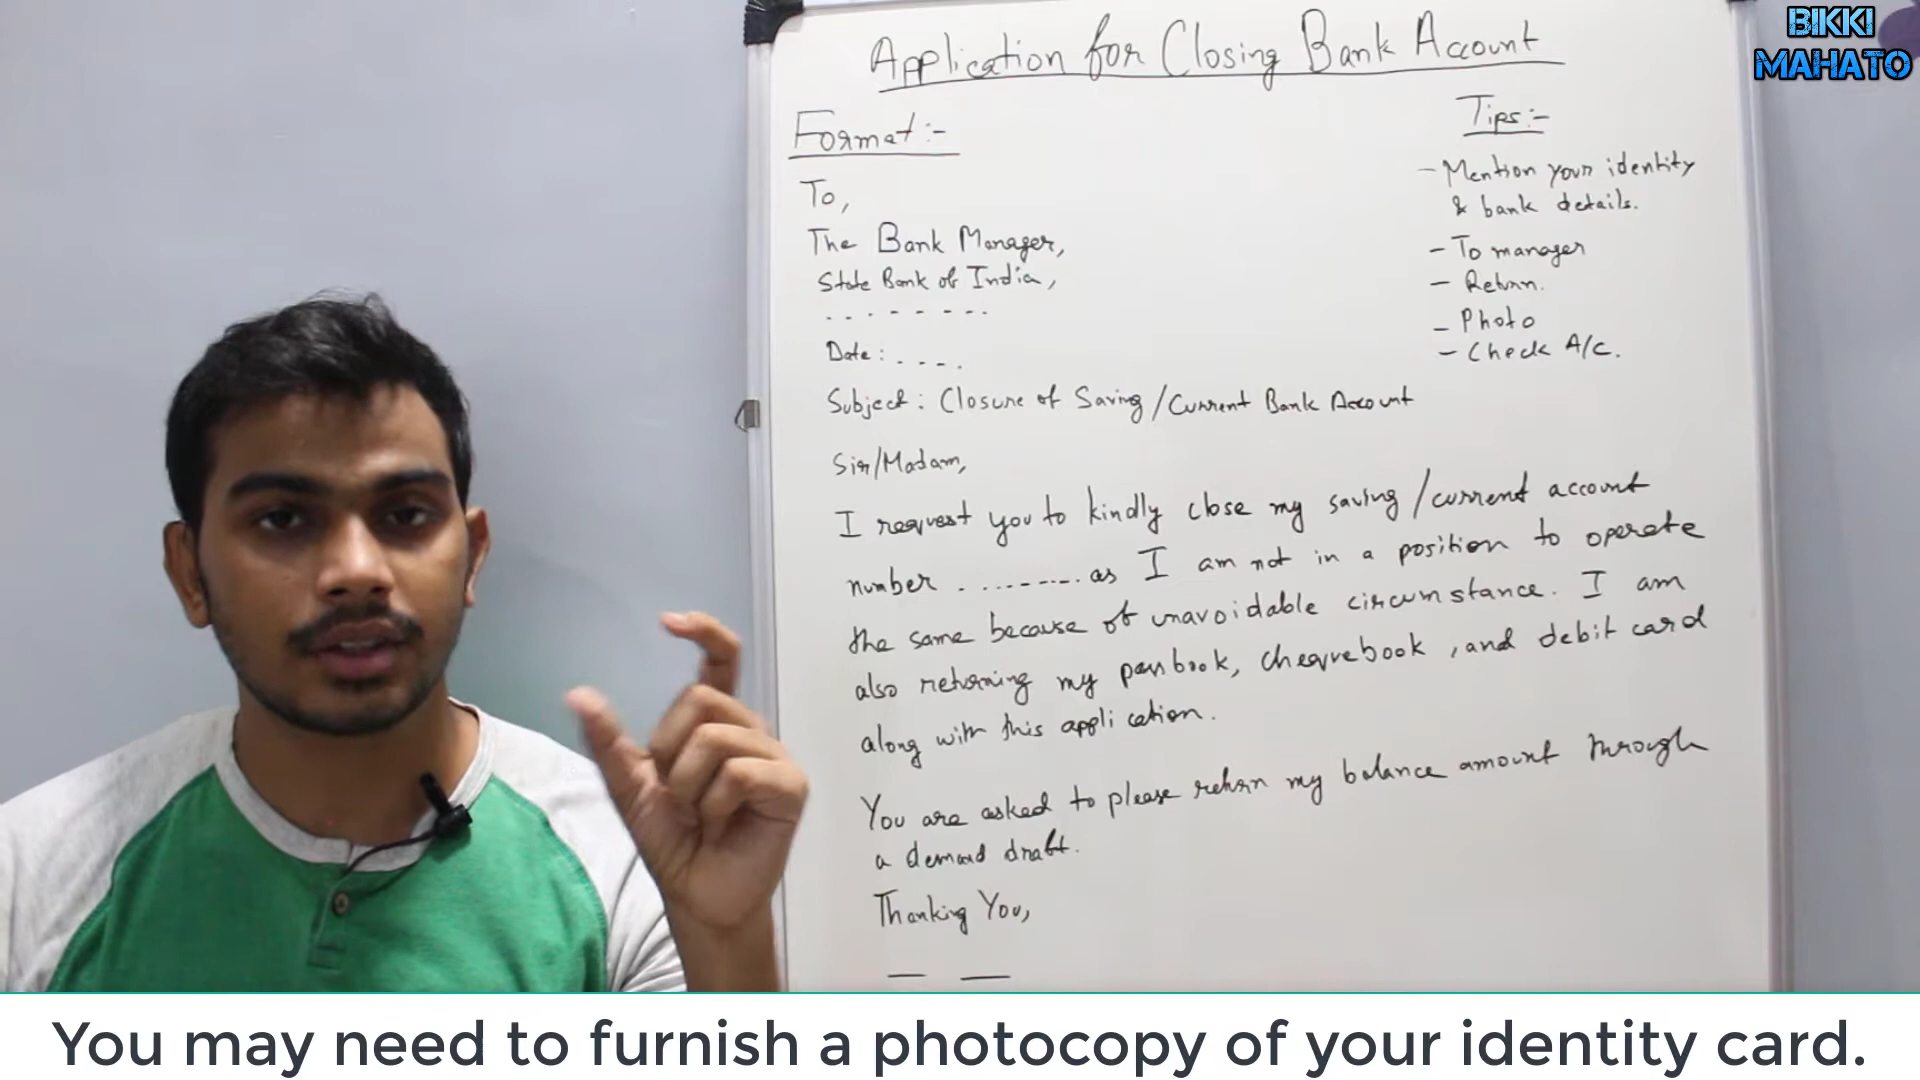 BIKKI
MAHATO
Application for Closing Bank Account
Format :-
To,
The Bank Manager,
State Bank of India,
- - - - - - - -
Date : - - - .
Subject : Closure of Saving / Current Bank Account
Sir/Madam,
I request you to kindly close my saving / current account
number . - - - - - - - . as I am not in a position to operate
the same because of unavoidable circumstance. I am
also returning my passbook, chequebook , and debit card
along with this application.
You are asked to please return my balance amount through
a demand draft.
Thanking You,
Tips:-
- Mention your identity
& bank details.
- To manager
- Return.
- Photo
- Check A/C.
You may need to furnish a photocopy of your identity card.